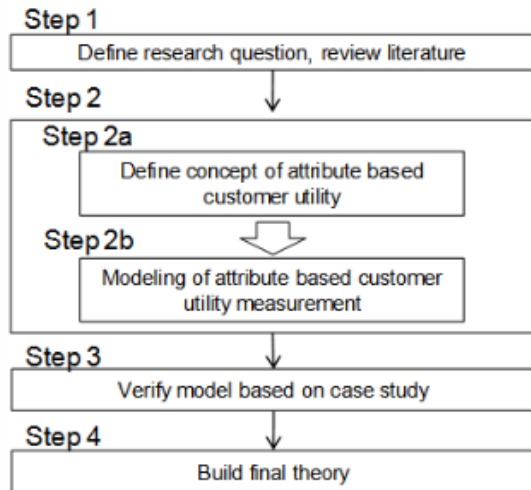 Step 1
Define research question, review literature
Step 2
Step 2a
Define concept of attribute based
customer utility
Step 2b
Modeling of attribute based customer
utility measurement
Step 3
Verify model based on case study
Step 4
Build final theory